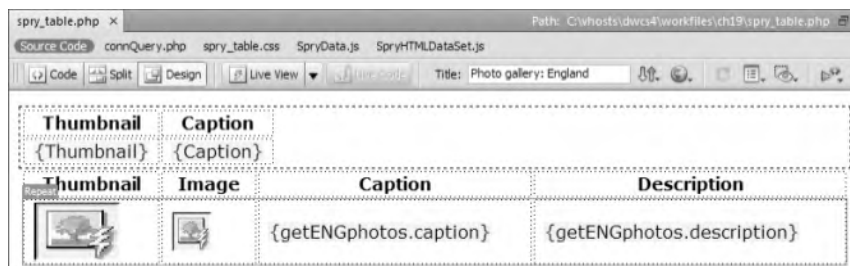 spry_table.php × Path: C:\vhosts\dwcs4\workfiles\ch19\spry_table.php
Source Code connQuery.php spry_table.css SpryData.js SpryHTMLDataSet.js
Code Split Design Live View Live Code Title: Photo gallery: England
Thumbnail Caption
{Thumbnail} {Caption}
Repeat
Thumbnail Image Caption Description
{getENGphotos.caption} {getENGphotos.description}